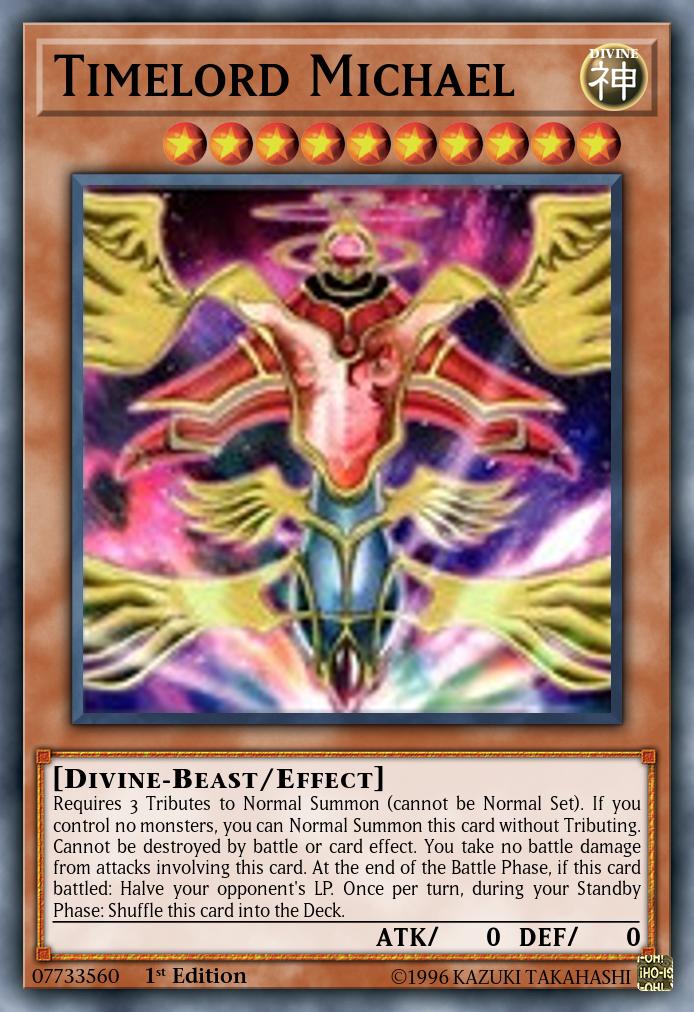 Timelord Michael
DIVINE
神
[Divine-Beast/Effect]
Requires 3 Tributes to Normal Summon (cannot be Normal Set). If you
control no monsters, you can Normal Summon this card without Tributing.
Cannot be destroyed by battle or card effect. You take no battle damage
from attacks involving this card. At the end of the Battle Phase, if this card
battled: Halve your opponent's LP. Once per turn, during your Standby
Phase: Shuffle this card into the Deck.
ATK/ 0 DEF/ 0
07733560 1st Edition ©1996 KAZUKI TAKAHASHI